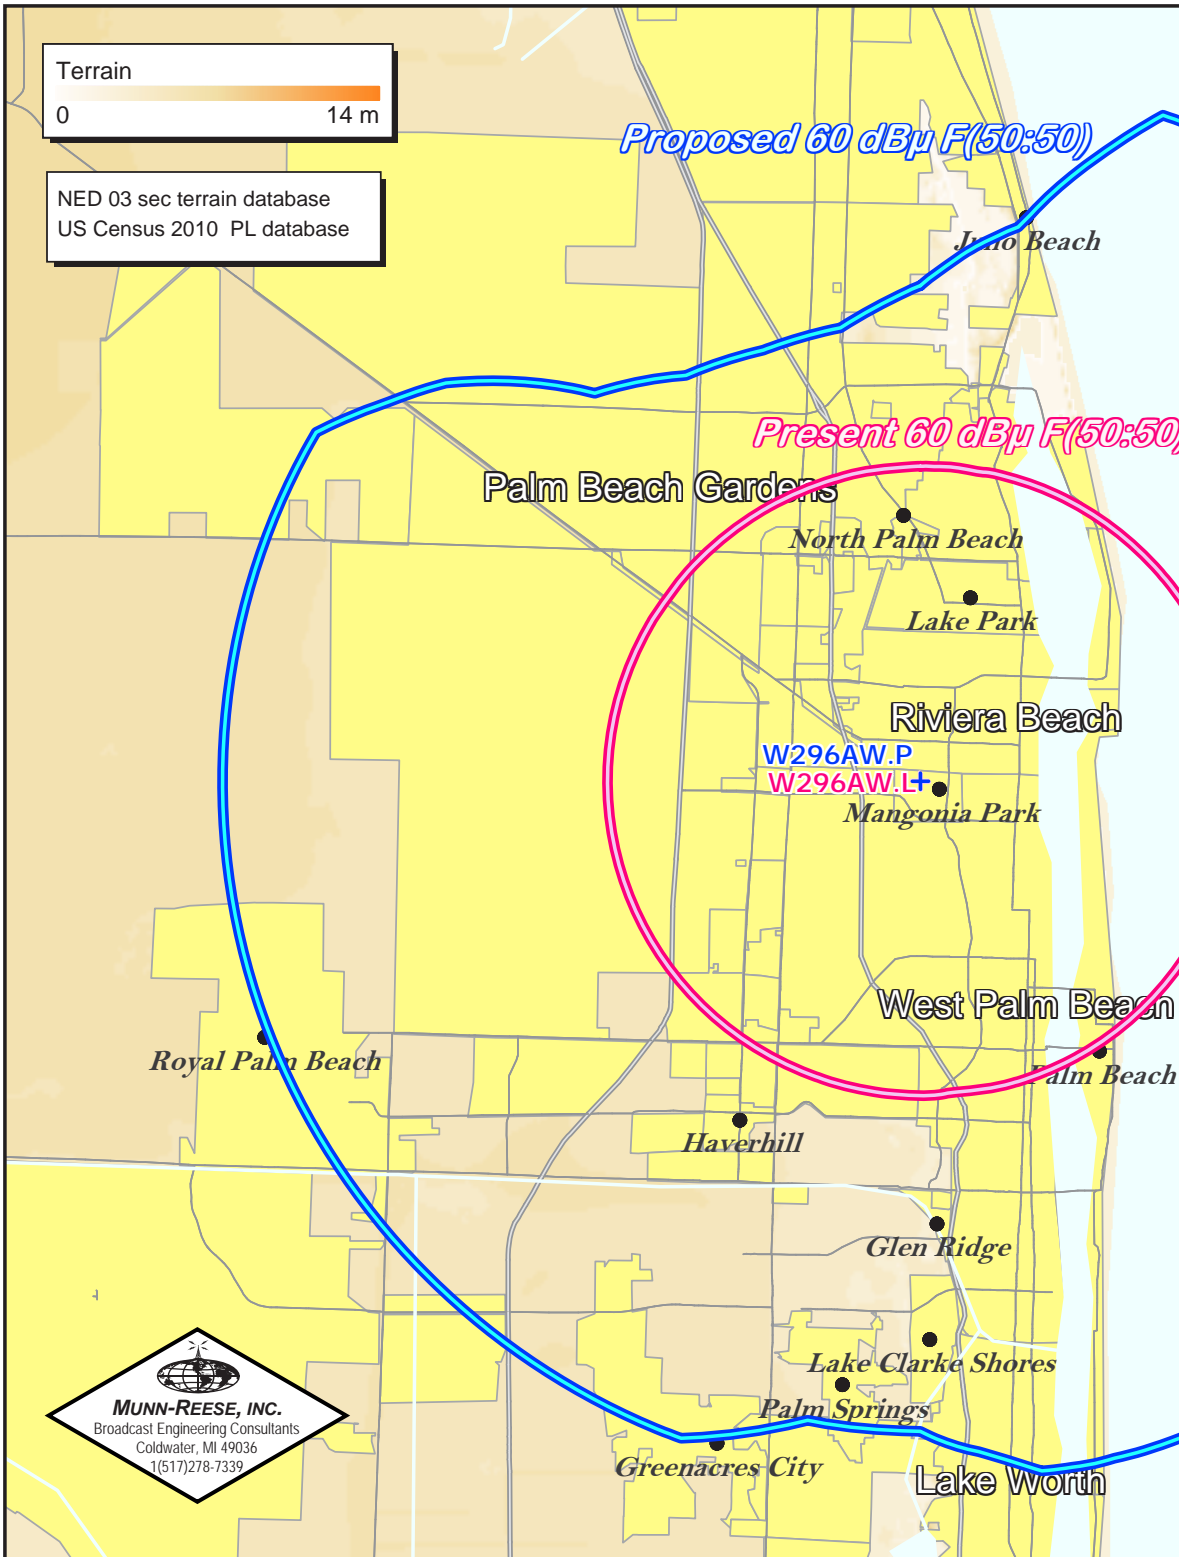 Terrain
0 14 m
NED 03 sec terrain database
US Census 2010 PL database
Proposed 60 dBµ F(50:50)
Juno Beach
Present 60 dBµ F(50:50)
Palm Beach Gardens
North Palm Beach
Lake Park
Riviera Beach
W296AW.P
W296AW.L
Mangonia Park
West Palm Beach
Royal Palm Beach
Palm Beach
Haverhill
Glen Ridge
Lake Clarke Shores
Palm Springs
Greenacres City
Lake Worth
MUNN-REESE, INC.
Broadcast Engineering Consultants
Coldwater, MI 49036
1(517)278-7339